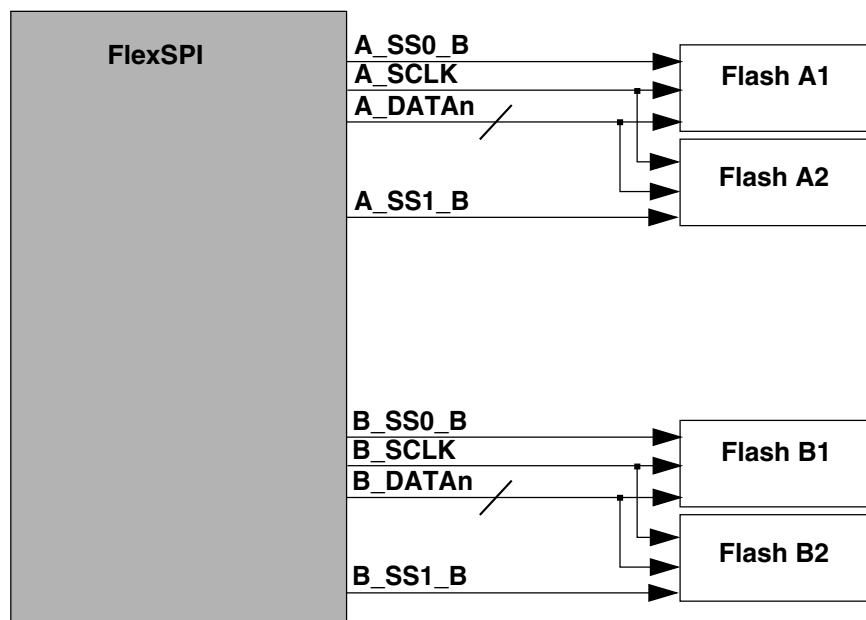 FlexSPI
A_SS0_B
A_SCLK
A_DATAn
A_SS1_B
Flash A1
Flash A2
B_SS0_B
B_SCLK
B_DATAn
B_SS1_B
Flash B1
Flash B2